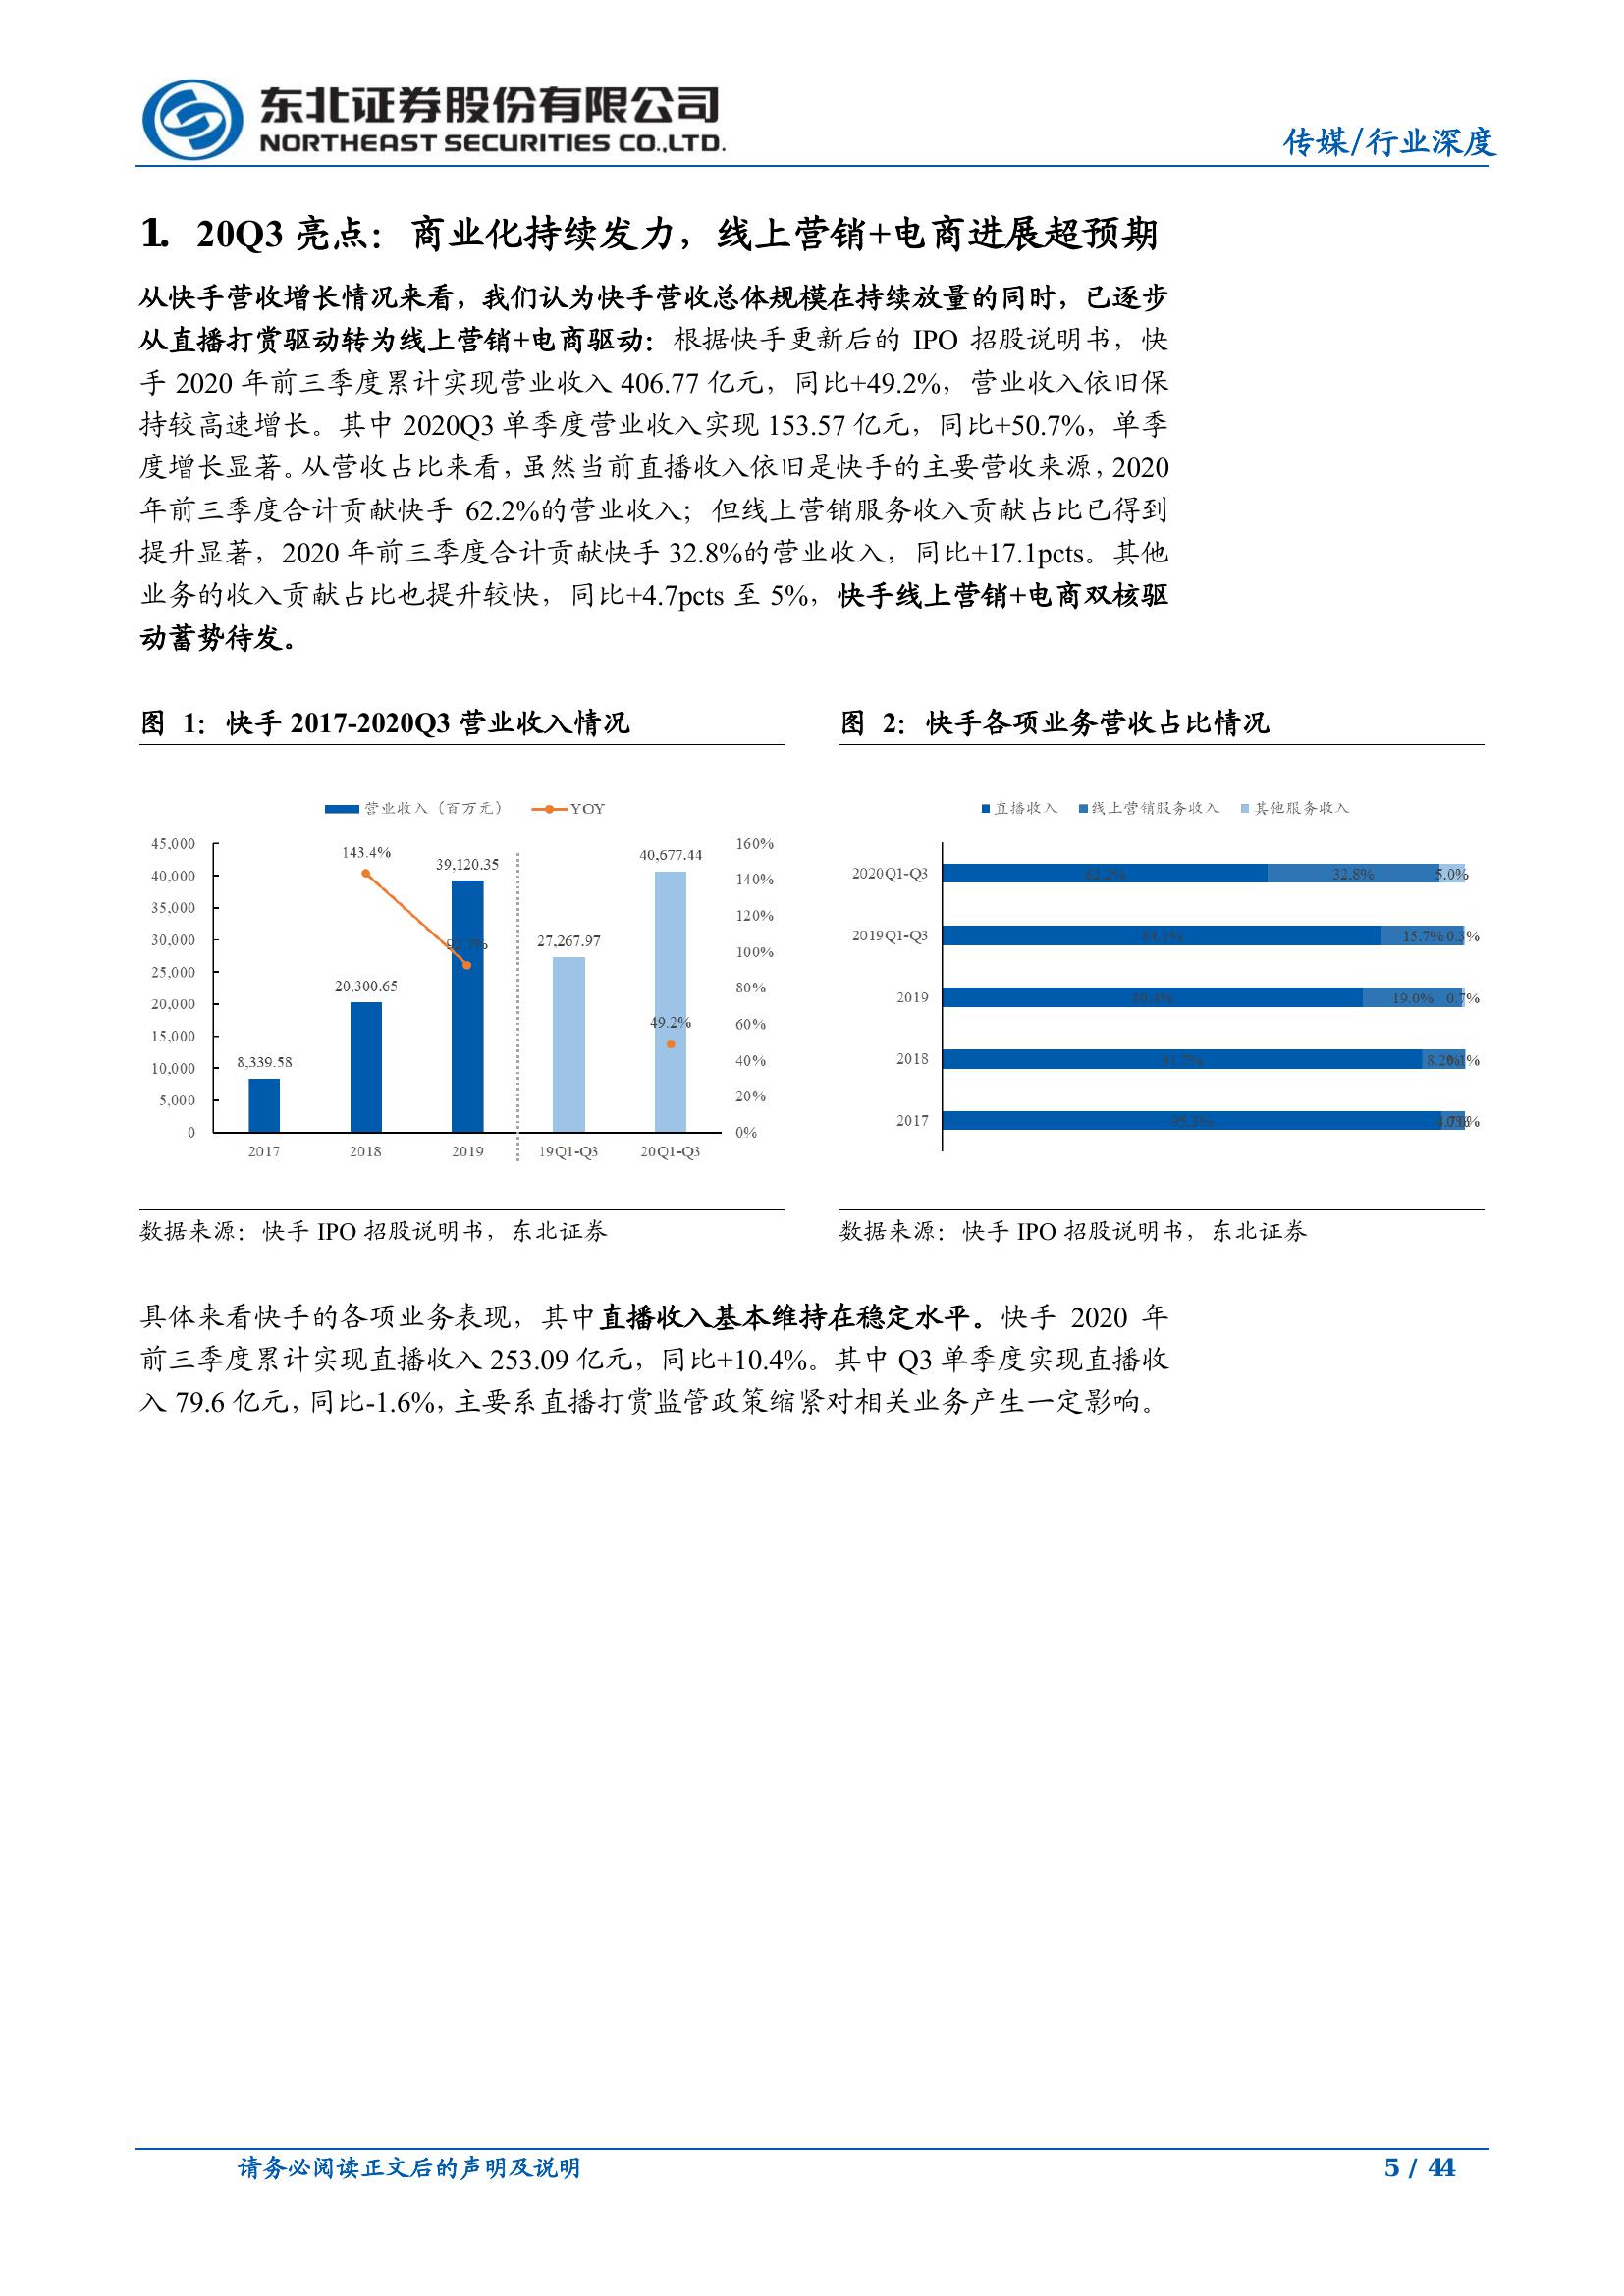 东北证券股份有限公司
NORTHEAST SECURITIES CO.,LTD.
传媒/行业深度
1. 20Q3 亮点：商业化持续发力，线上营销+电商进展超预期
从快手营收增长情况来看，我们认为快手营收总体规模在持续放量的同时，已逐步
从直播打赏驱动转为线上营销+电商驱动：根据快手更新后的 IPO 招股说明书，快
手 2020 年前三季度累计实现营业收入 406.77 亿元，同比+49.2%，营业收入依旧保
持较高速增长。其中 2020Q3 单季度营业收入实现 153.57 亿元，同比+50.7%，单季
度增长显著。从营收占比来看，虽然当前直播收入依旧是快手的主要营收来源，2020
年前三季度合计贡献快手 62.2%的营业收入；但线上营销服务收入贡献占比已得到
提升显著，2020 年前三季度合计贡献快手 32.8%的营业收入，同比+17.1pcts。其他
业务的收入贡献占比也提升较快，同比+4.7pcts 至 5%，快手线上营销+电商双核驱
动蓄势待发。
图 1：快手 2017-2020Q3 营业收入情况
营业收入（百万元） YOY
45,000
40,000
35,000
30,000
25,000
20,000
15,000
10,000
5,000
0
8,339.58
20,300.65
39,120.35
27,267.97
40,677.44
143.4%
49.2%
160%
140%
120%
100%
80%
60%
40%
20%
0%
2017 2018 2019 19Q1-Q3 20Q1-Q3
数据来源：快手 IPO 招股说明书，东北证券
图 2：快手各项业务营收占比情况
直播收入 线上营销服务收入 其他服务收入
2020Q1-Q3 62.2% 32.8% 5.0%
2019Q1-Q3 15.7% 0.3%
2019 80.4% 19.0% 0.7%
2018 91.7% 8.2% 0.1%
2017 95.3%
数据来源：快手 IPO 招股说明书，东北证券
具体来看快手的各项业务表现，其中直播收入基本维持在稳定水平。快手 2020 年
前三季度累计实现直播收入 253.09 亿元，同比+10.4%。其中 Q3 单季度实现直播收
入 79.6 亿元，同比-1.6%，主要系直播打赏监管政策缩紧对相关业务产生一定影响。
请务必阅读正文后的声明及说明
5 / 44